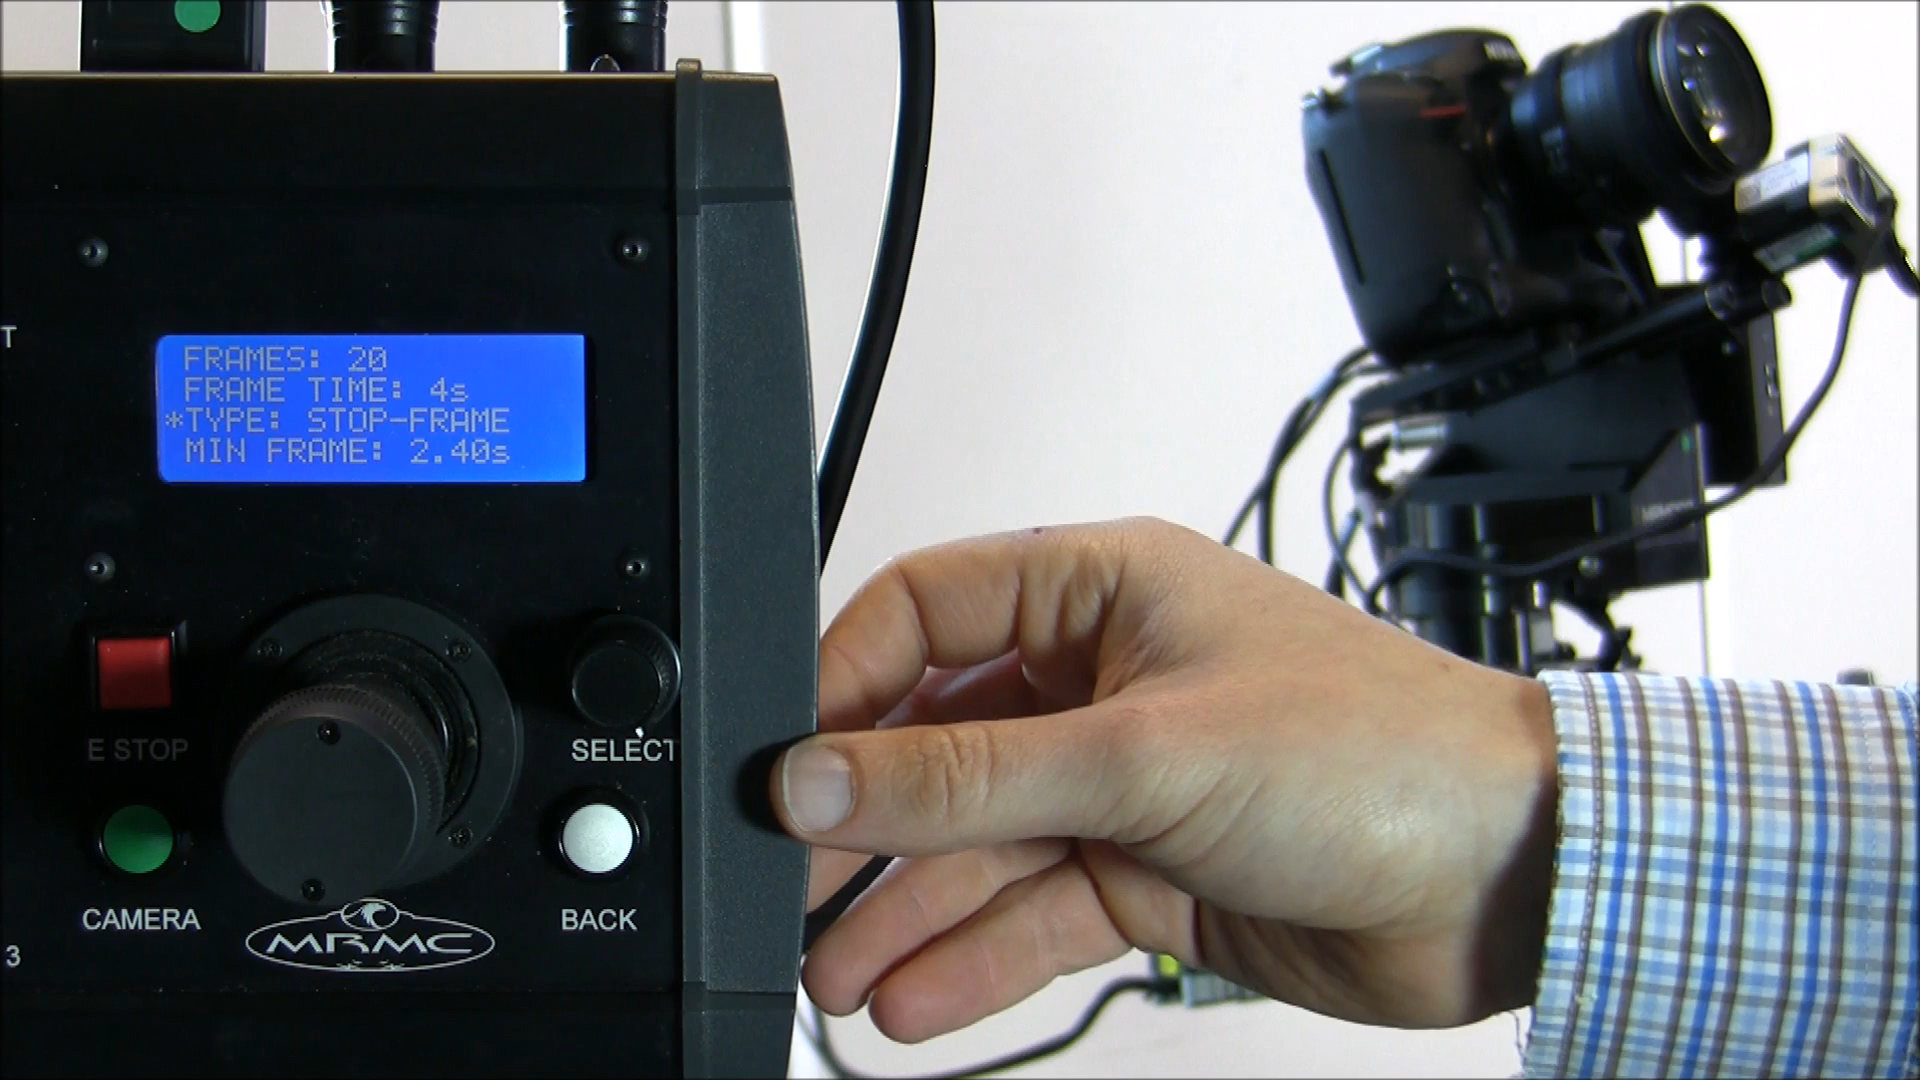 T
FRAMES: 20
FRAME TIME: 4s
*TYPE: STOP-FRAME
MIN FRAME: 2.40s
E STOP
SELECT
CAMERA
BACK
MRMC
3